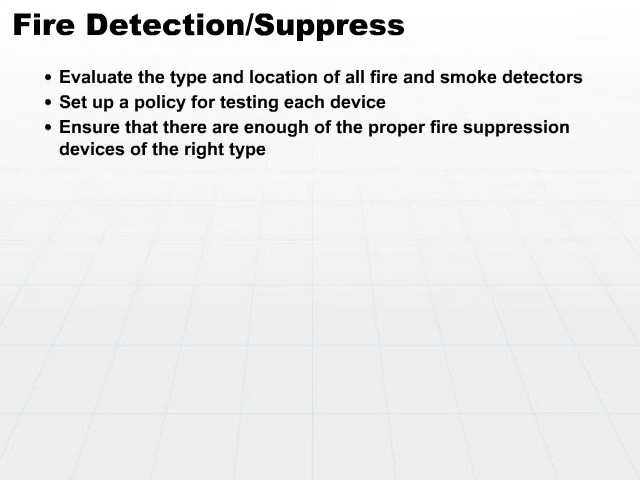 Fire Detection/Suppress
• Evaluate the type and location of all fire and smoke detectors
• Set up a policy for testing each device
• Ensure that there are enough of the proper fire suppression
devices of the right type